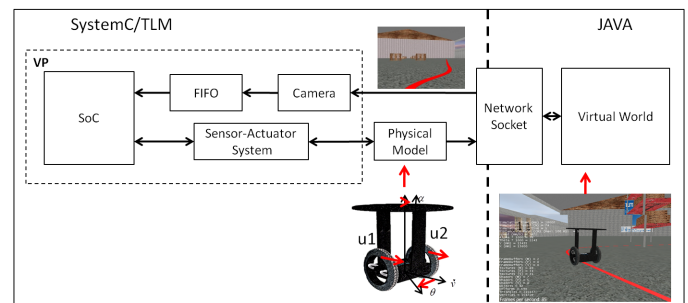 SystemC/TLM
JAVA
VP
SoC
FIFO
Camera
Sensor-Actuator
System
Physical
Model
Network
Socket
Virtual World
α
u1
u2
θ